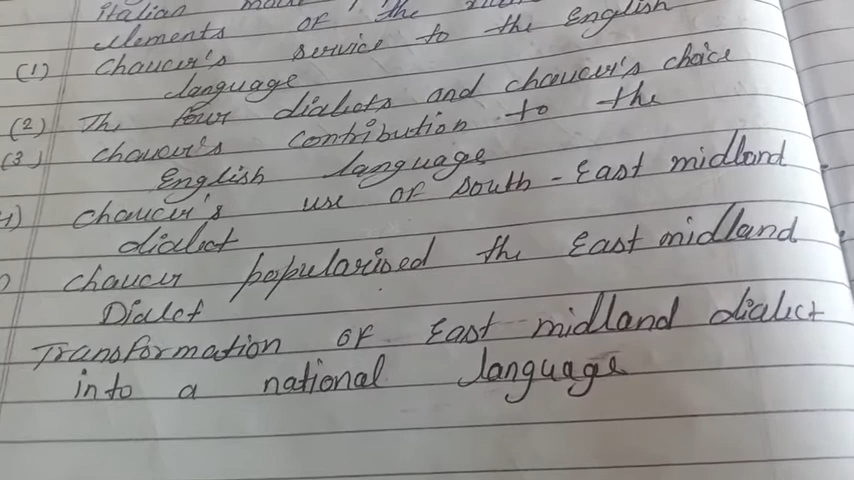 italian
elements of the
(1) Chaucer's service to the English
language
(2) The four dialects and chaucer's choice
(3) chaucer's contribution to the
English language
chaucer's use of south-East midland
dialect
chaucer popularised the East midland
Dialect
Transformation of East midland dialect
into a national language